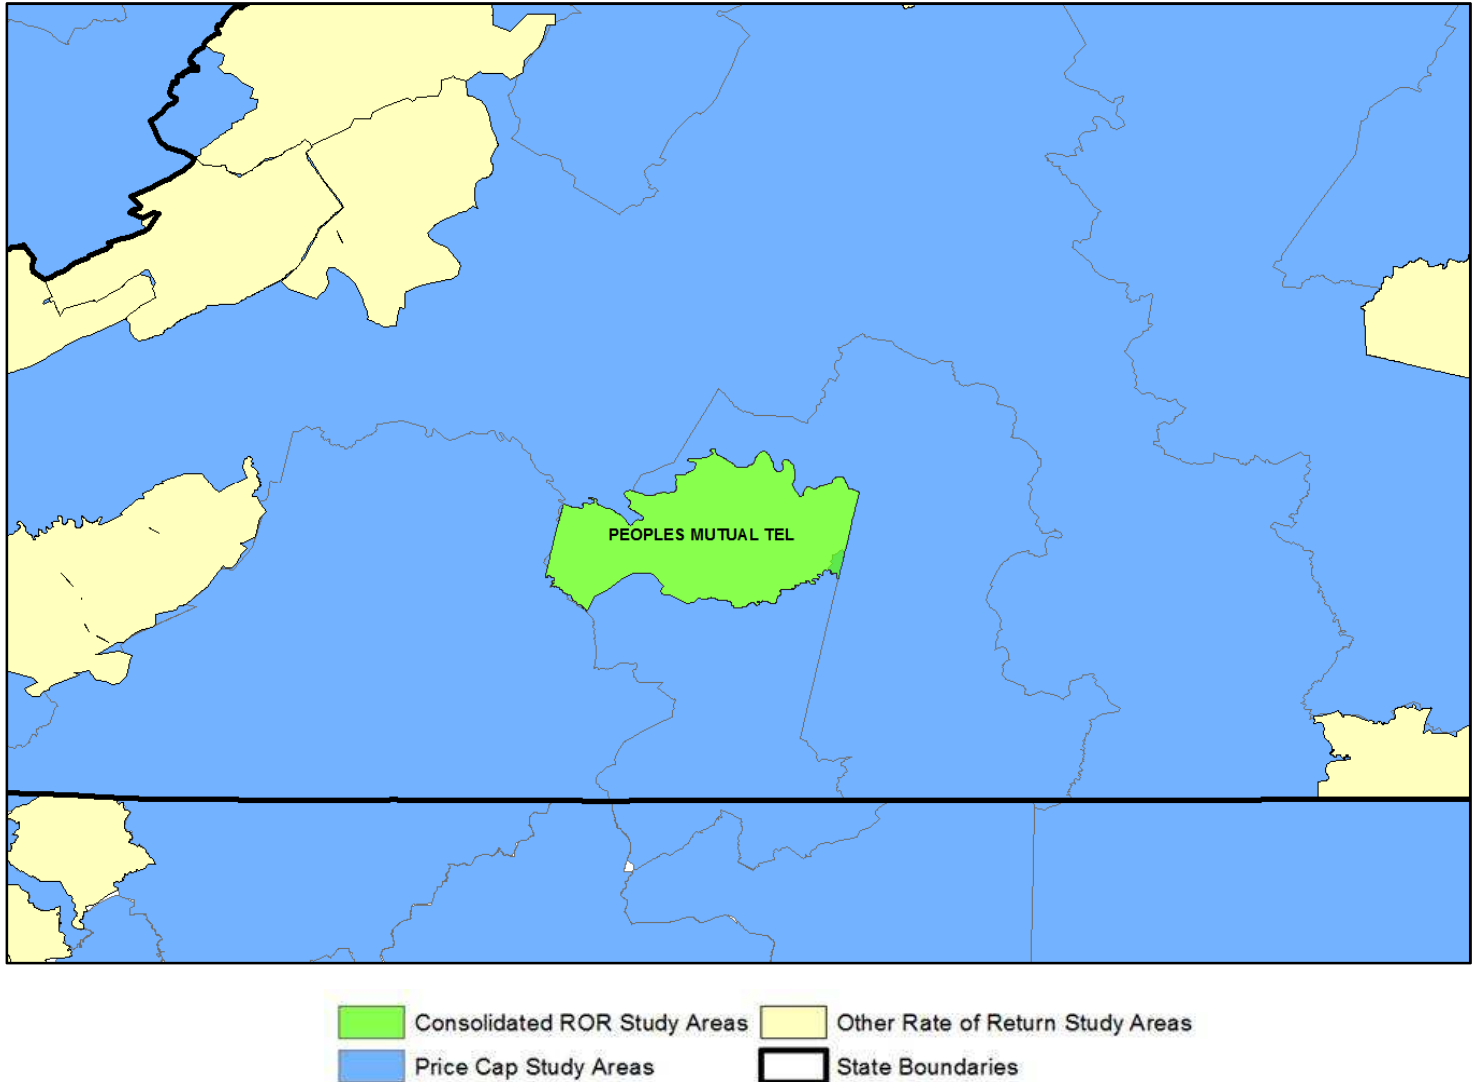 PEOPLES MUTUAL TEL
Consolidated ROR Study Areas
Other Rate of Return Study Areas
Price Cap Study Areas
State Boundaries